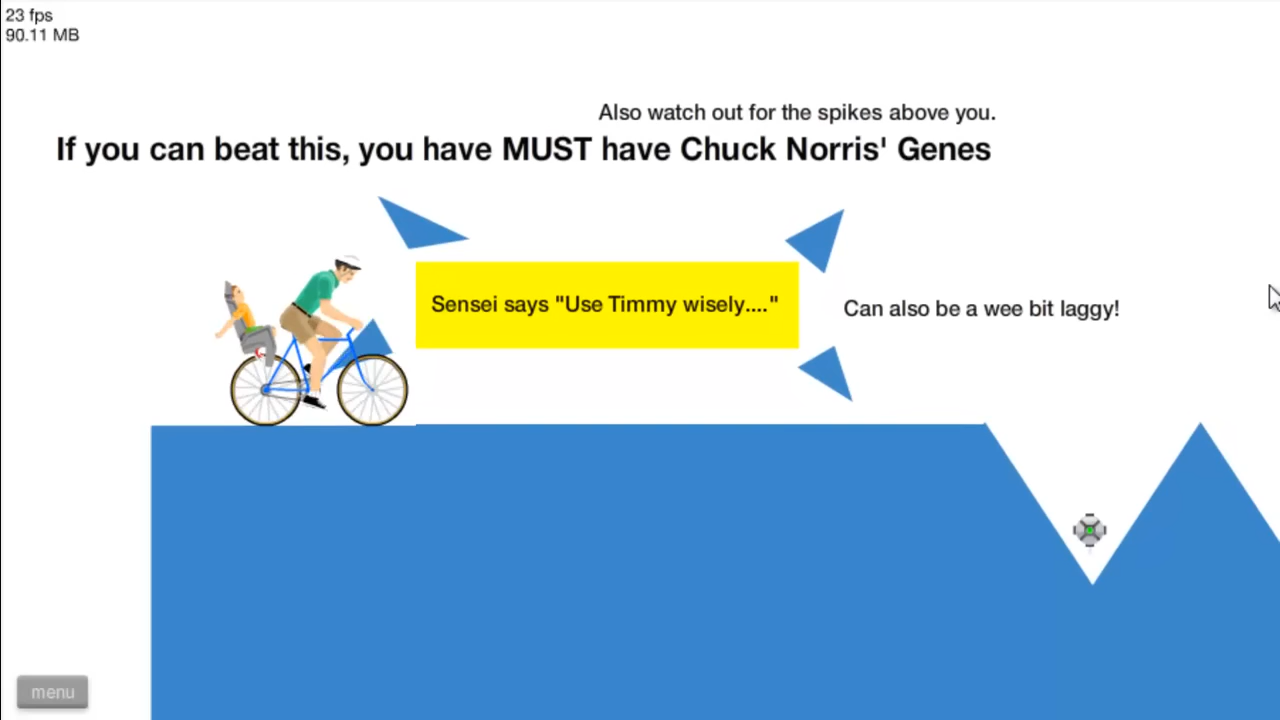 23 fps
90.11 MB
Also watch out for the spikes above you.
If you can beat this, you have MUST have Chuck Norris' Genes
Sensei says "Use Timmy wisely...."
Can also be a wee bit laggy!
menu